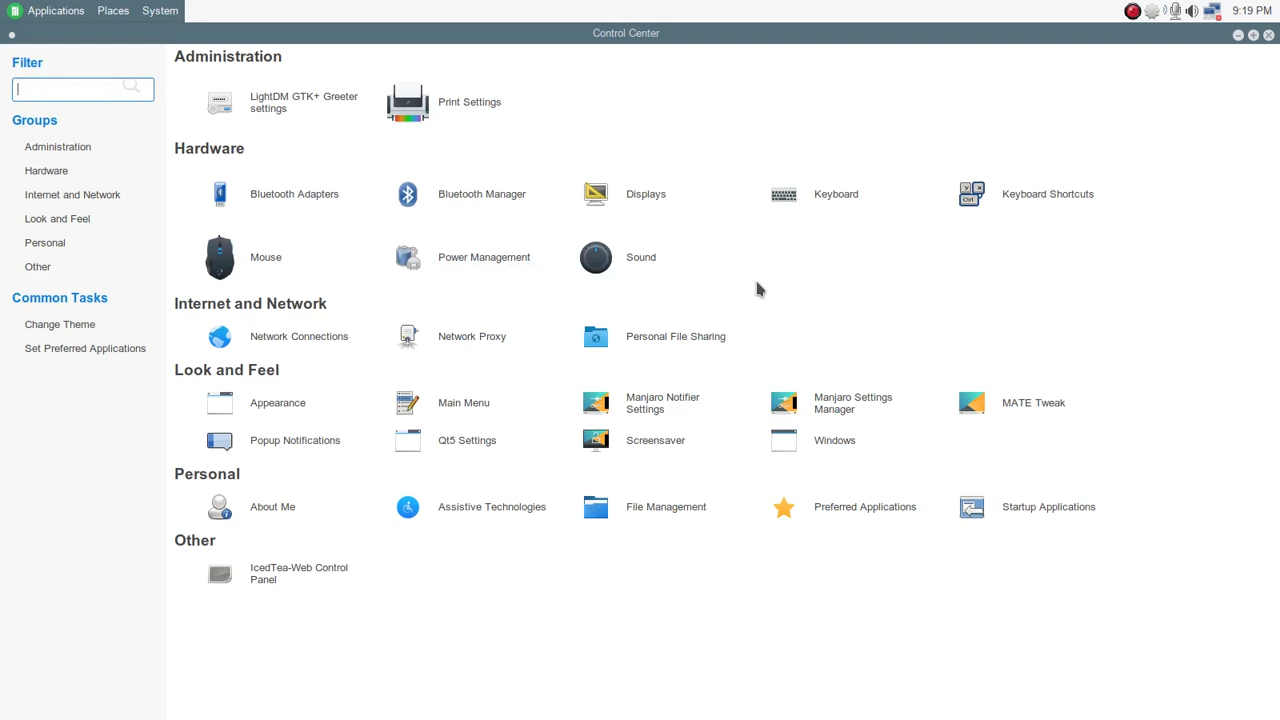 Applications Places System 9:19 PM
Control Center
Filter
Groups
Administration
Hardware
Internet and Network
Look and Feel
Personal
Other
Common Tasks
Change Theme
Set Preferred Applications
Administration
LightDM GTK+ Greeter
settings
Print Settings
Hardware
Bluetooth Adapters
Bluetooth Manager
Displays
Keyboard
Keyboard Shortcuts
Mouse
Power Management
Sound
Internet and Network
Network Connections
Network Proxy
Personal File Sharing
Look and Feel
Appearance
Main Menu
Manjaro Notifier
Settings
Manjaro Settings
Manager
MATE Tweak
Popup Notifications
Qt5 Settings
Screensaver
Windows
Personal
About Me
Assistive Technologies
File Management
Preferred Applications
Startup Applications
Other
IcedTea-Web Control
Panel